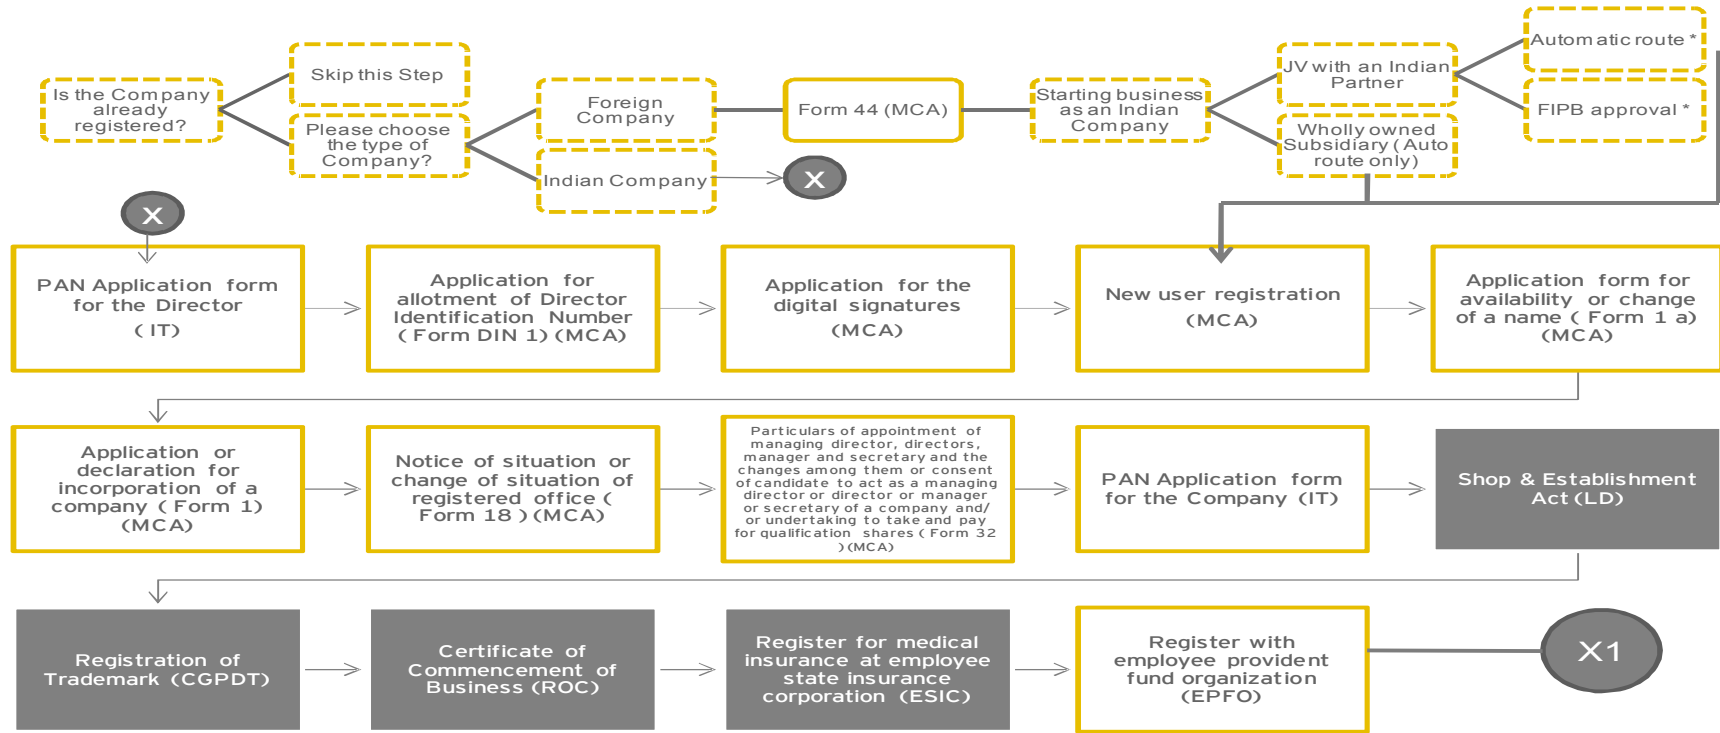 Is the Company
already
registered?
Skip this Step
Please choose
the type of
Company?
Foreign
Company
Indian Company
Form 44 (MCA)
X
Starting business
as an Indian
Company
JV with an Indian
Partner
Wholly owned
Subsidiary (Auto
route only)
Automatic route *
FIPB approval *
X
PAN Application form
for the Director
( IT)
Application for
allotment of Director
Identification Number
( Form DIN 1) (MCA)
Application for the
digital signatures
(MCA)
New user registration
(MCA)
Application form for
availability or change
of a name ( Form 1 a)
(MCA)
Application or
declaration for
incorporation of a
company ( Form 1)
(MCA)
Notice of situation or
change of situation of
registered office (
Form 18 ) (MCA)
Particulars of appointment of
managing director, directors,
manager and secretary and the
changes among them or consent
of candidate to act as a managing
director or director or manager
or secretary of a company and/
or undertaking to take and pay
for qualification shares ( Form 32
)(MCA)
PAN Application form
for the Company (IT)
Shop & Establishment
Act (LD)
Registration of
Trademark (CGPDT)
Certificate of
Commencement of
Business (ROC)
Register for medical
insurance at employee
state insurance
corporation (ESIC)
Register with
employee provident
fund organization
(EPFO)
X1